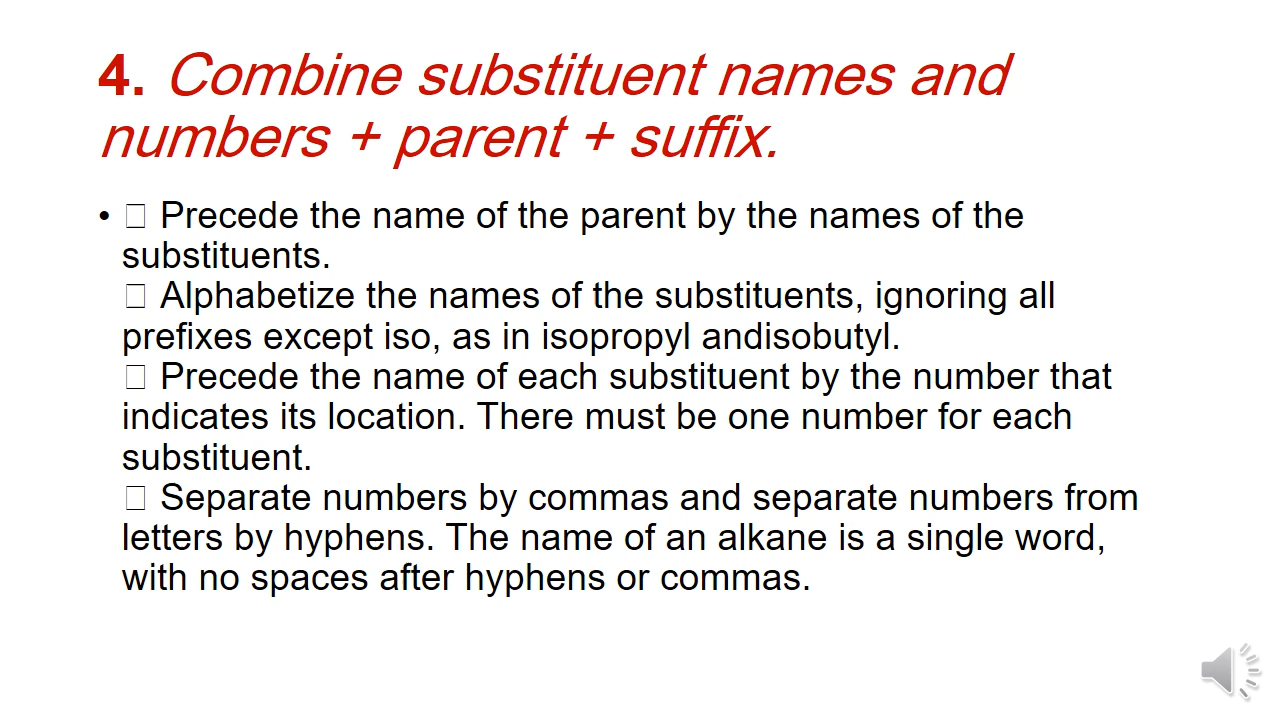 4. Combine substituent names and
numbers + parent + suffix.
• Precede the name of the parent by the names of the
substituents.
Alphabetize the names of the substituents, ignoring all
prefixes except iso, as in isopropyl andisobutyl.
Precede the name of each substituent by the number that
indicates its location. There must be one number for each
substituent.
Separate numbers by commas and separate numbers from
letters by hyphens. The name of an alkane is a single word,
with no spaces after hyphens or commas.